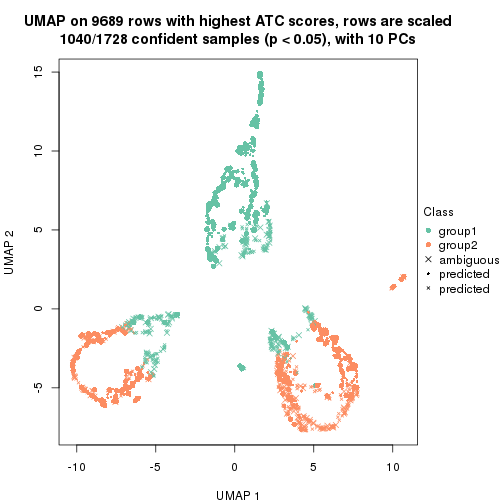 UMAP on 9689 rows with highest ATC scores, rows are scaled
1040/1728 confident samples (p < 0.05), with 10 PCs
15
10
5
0
-5
UMAP 2
-10
-5
0
5
10
UMAP 1
Class
group1
group2
ambiguous
predicted
predicted